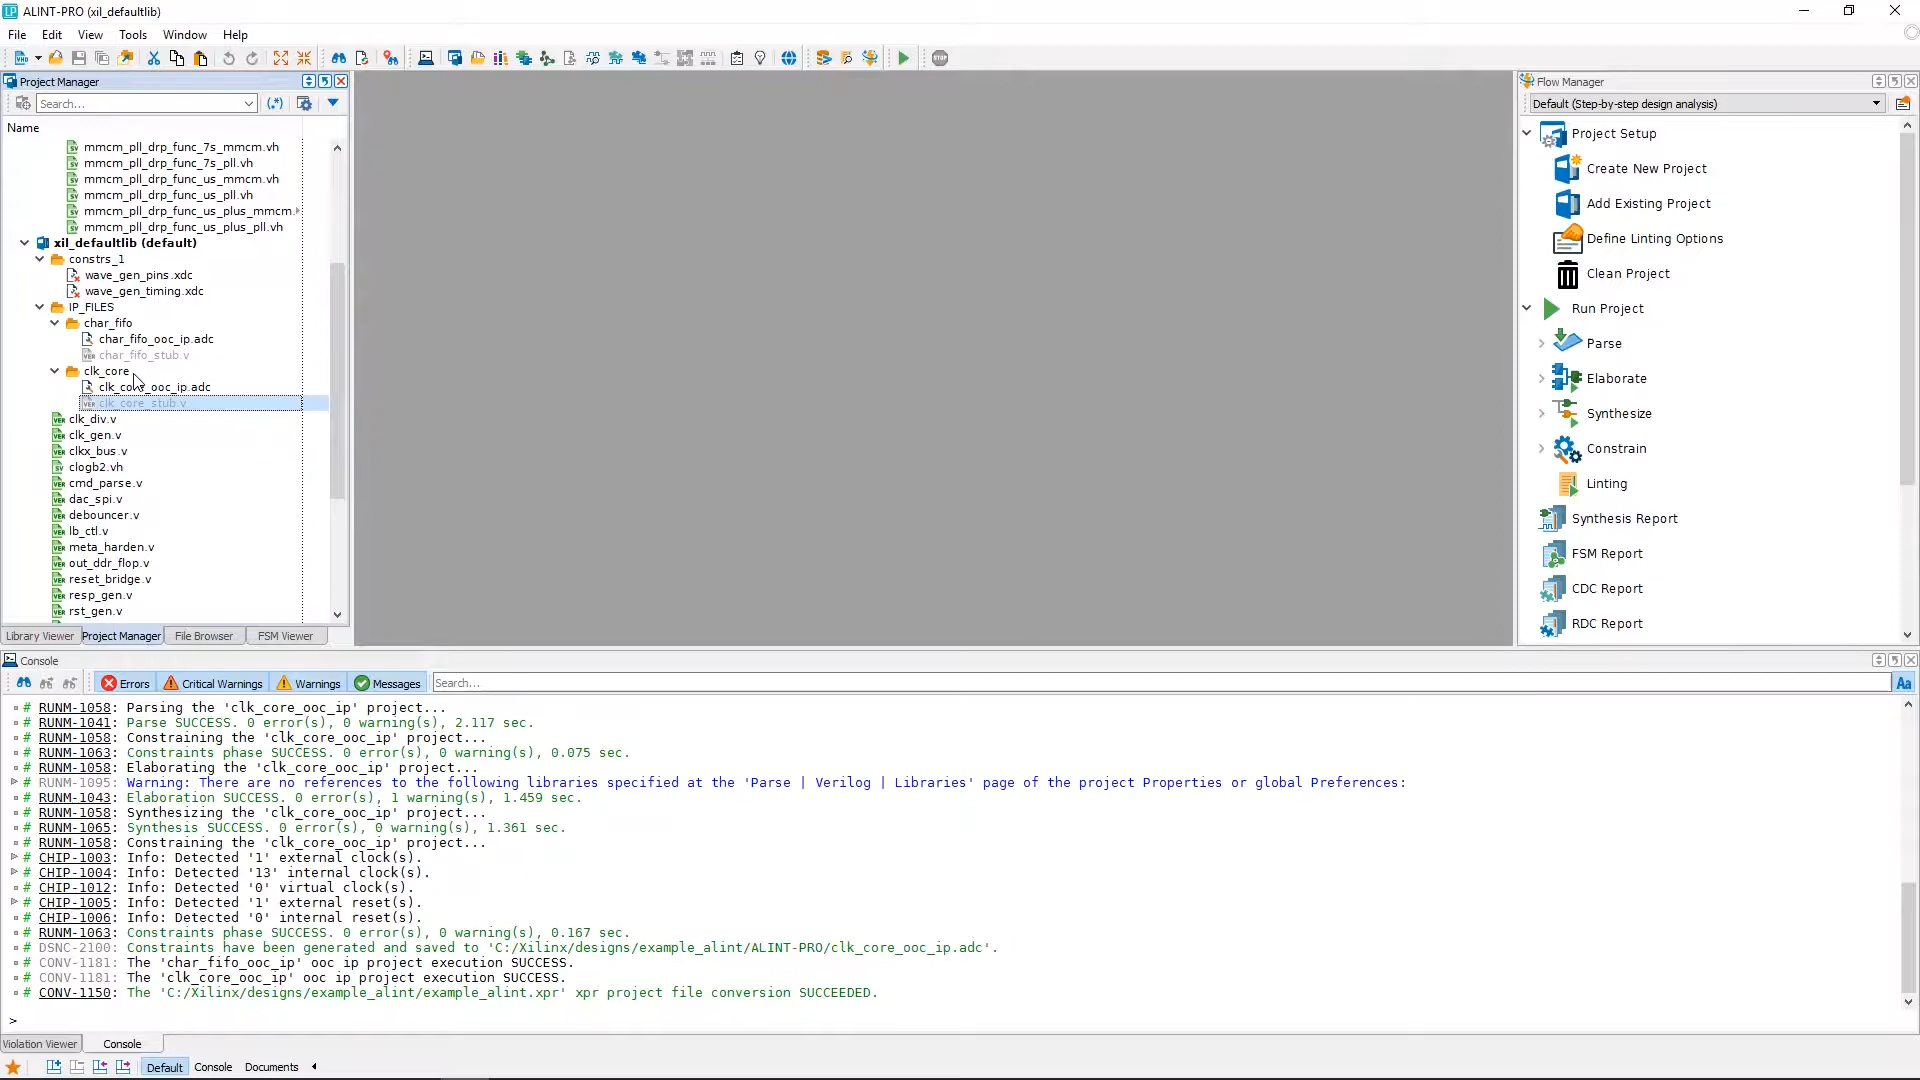 ALINT-PRO (xil_defaultlib)
File Edit View Tools Window Help
Project Manager
Search...
(.*)
Name
mmcm_pll_drp_func_7s_mmcm.vh
mmcm_pll_drp_func_7s_pll.vh
mmcm_pll_drp_func_us_mmcm.vh
mmcm_pll_drp_func_us_pll.vh
mmcm_pll_drp_func_us_plus_mmcm.
mmcm_pll_drp_func_us_plus_pll.vh
xil_defaultlib (default)
constrs_1
wave_gen_pins.xdc
wave_gen_timing.xdc
IP_FILES
char_fifo
char_fifo_ooc_ip.adc
char_fifo_stub.v
clk_core
clk_core_ooc_ip.adc
clk_core_stub.v
clk_div.v
clk_gen.v
clkx_bus.v
clogb2.vh
cmd_parse.v
dac_spi.v
debouncer.v
lb_ctl.v
meta_harden.v
out_ddr_flop.v
reset_bridge.v
resp_gen.v
rst_gen.v
Library Viewer Project Manager File Browser FSM Viewer
Flow Manager
Default (Step-by-step design analysis)
Project Setup
Create New Project
Add Existing Project
Define Linting Options
Clean Project
Run Project
Parse
Elaborate
Synthesize
Constrain
Linting
Synthesis Report
FSM Report
CDC Report
RDC Report
Console
Errors Critical Warnings Warnings Messages Search... Aa
# RUNM-1058: Parsing the 'clk_core_ooc_ip' project...
# RUNM-1041: Parse SUCCESS. 0 error(s), 0 warning(s), 2.117 sec.
# RUNM-1058: Constraining the 'clk_core_ooc_ip' project...
# RUNM-1063: Constraints phase SUCCESS. 0 error(s), 0 warning(s), 0.075 sec.
# RUNM-1058: Elaborating the 'clk_core_ooc_ip' project...
# RUNM-1095: Warning: There are no references to the following libraries specified at the 'Parse | Verilog | Libraries' page of the project Properties or global Preferences:
# RUNM-1043: Elaboration SUCCESS. 0 error(s), 1 warning(s), 1.459 sec.
# RUNM-1058: Synthesizing the 'clk_core_ooc_ip' project...
# RUNM-1065: Synthesis SUCCESS. 0 error(s), 0 warning(s), 1.361 sec.
# RUNM-1058: Constraining the 'clk_core_ooc_ip' project...
# CHIP-1003: Info: Detected '1' external clock(s).
# CHIP-1004: Info: Detected '13' internal clock(s).
# CHIP-1012: Info: Detected '0' virtual clock(s).
# CHIP-1005: Info: Detected '1' external reset(s).
# CHIP-1006: Info: Detected '0' internal reset(s).
# RUNM-1063: Constraints phase SUCCESS. 0 error(s), 0 warning(s), 0.167 sec.
# DSNC-2100: Constraints have been generated and saved to 'C:/Xilinx/designs/example_alint/ALINT-PRO/clk_core_ooc_ip.adc'.
# CONV-1181: The 'char_fifo_ooc_ip' ooc ip project execution SUCCESS.
# CONV-1181: The 'clk_core_ooc_ip' ooc ip project execution SUCCESS.
# CONV-1150: The 'C:/Xilinx/designs/example_alint/example_alint.xpr' xpr project file conversion SUCCEEDED.
>
Violation Viewer Console
Default Console Documents